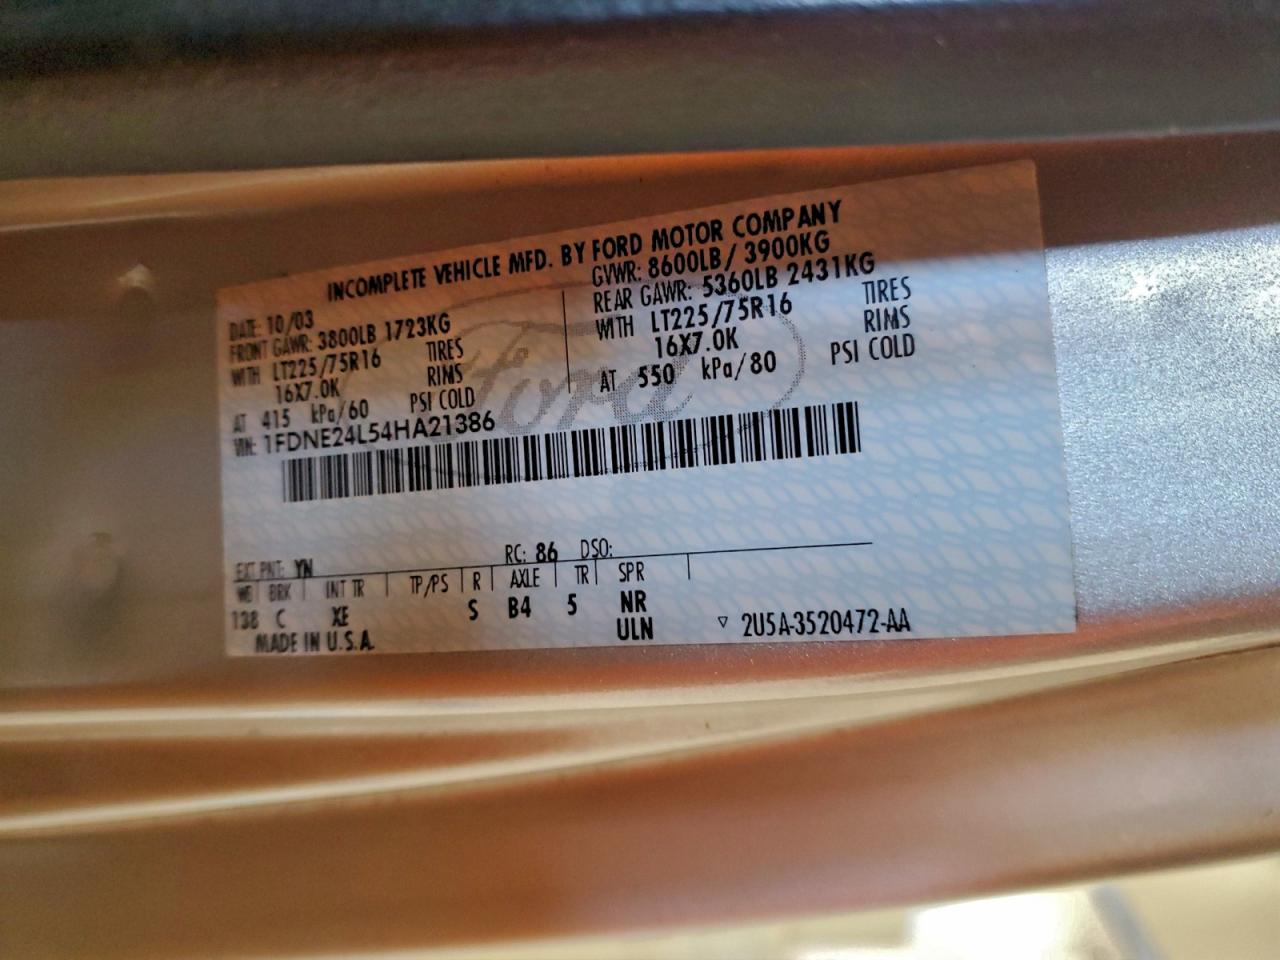 INCOMPLETE VEHICLE MFD. BY FORD MOTOR COMPANY
DATE: 10/03 GVWR: 8600LB / 3900KG
FRONT GAWR: 3800LB 1723KG REAR GAWR: 5360LB 2431KG
WITH LT225/75R16 TIRES WITH LT225/75R16 TIRES
16X7.0K RIMS 16X7.0K RIMS
AT 415 kPa/60 PSI COLD AT 550 kPa/80 PSI COLD
VIN: 1FDNE24L54HA21386
Ford
EXT PNT: YN RC: 86 DSO:
WB BRK INT TR TP/PS R AXLE TR SPR
138 C XE S B4 5 NR
MADE IN U.S.A. ULN ▽ 2U5A-3520472-AA